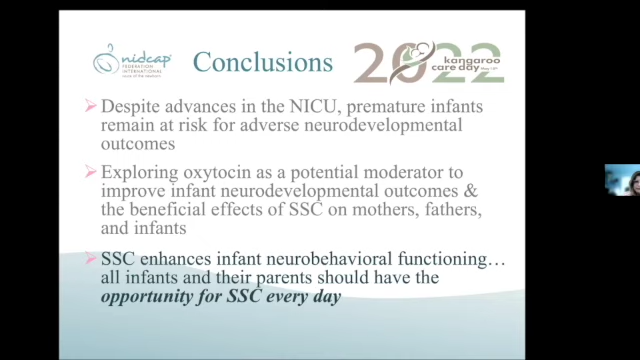 nidcap
FEDERATION
INTERNATIONAL
Conclusions
2022
kangaroo
care day
Despite advances in the NICU, premature infants
remain at risk for adverse neurodevelopmental
outcomes
Exploring oxytocin as a potential moderator to
improve infant neurodevelopmental outcomes &
the beneficial effects of SSC on mothers, fathers,
and infants
SSC enhances infant neurobehavioral functioning…
all infants and their parents should have the
opportunity for SSC every day